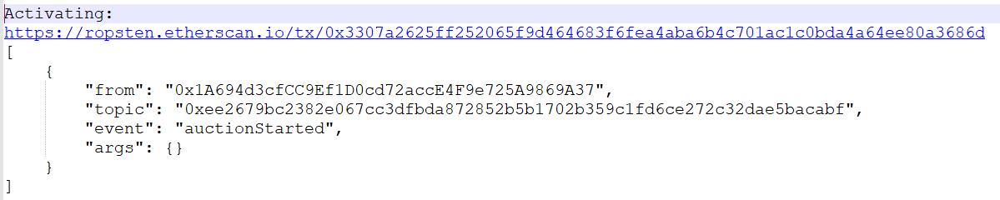 Activating:
https://ropsten.etherscan.io/tx/0x3307a2625ff252065f9d464683f6fea4aba6b4c701ac1c0bda4a64ee80a3686d
[
    {
        "from": "0x1A694d3cfCC9Ef1D0cd72accE4F9e725A9869A37",
        "topic": "0xee2679bc2382e067cc3dfbda872852b5b1702b359c1fd6ce272c32dae5bacabf",
        "event": "auctionStarted",
        "args": {}
    }
]